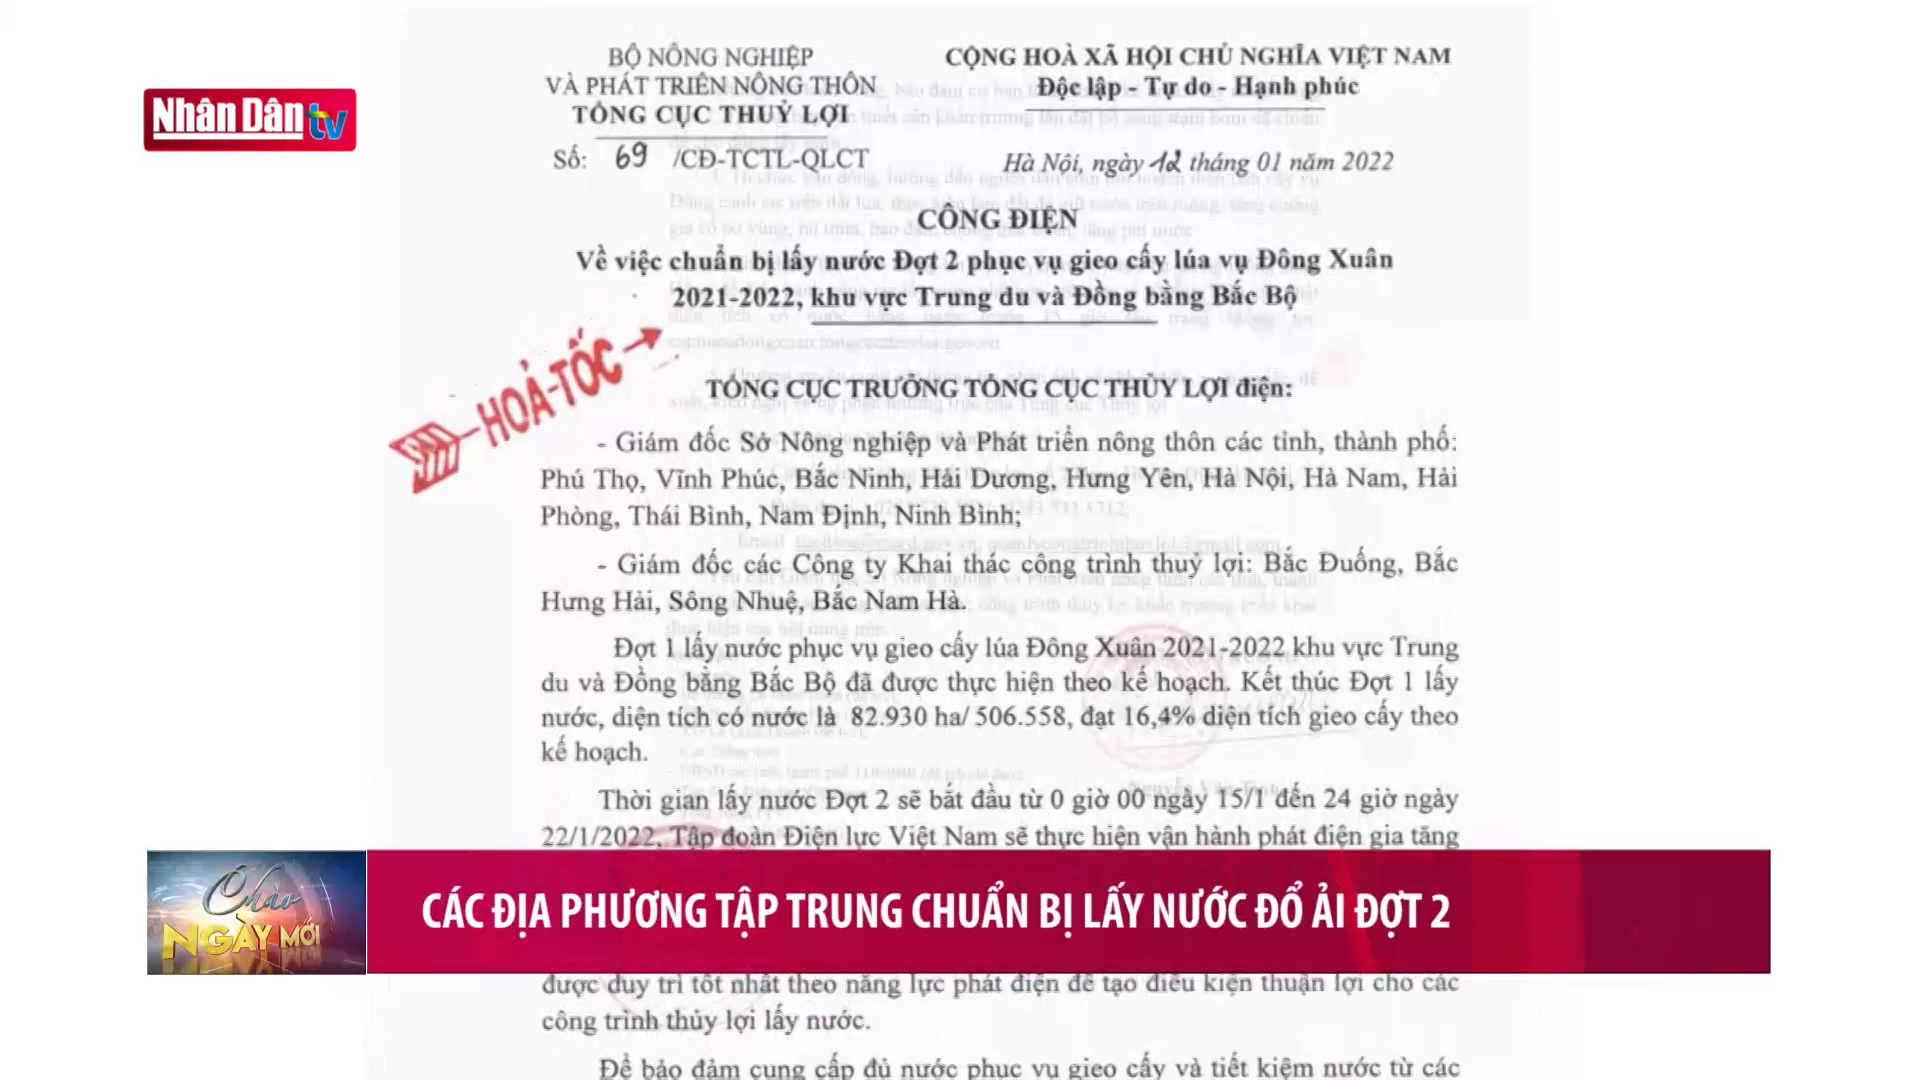 BỘ NÔNG NGHIỆP
VÀ PHÁT TRIỂN NÔNG THÔN
TỔNG CỤC THUỶ LỢI
Số: 69 /CĐ-TCTL-QLCT
CỘNG HOÀ XÃ HỘI CHỦ NGHĨA VIỆT NAM
Độc lập - Tự do - Hạnh phúc
Hà Nội, ngày 12 tháng 01 năm 2022
Nhân Dân tv
CÔNG ĐIỆN
Về việc chuẩn bị lấy nước Đợt 2 phục vụ gieo cấy lúa vụ Đông Xuân
2021-2022, khu vực Trung du và Đồng bằng Bắc Bộ
HOẢ-TỐC
TỔNG CỤC TRƯỞNG TỔNG CỤC THỦY LỢI điện:
- Giám đốc Sở Nông nghiệp và Phát triển nông thôn các tỉnh, thành phố:
Phú Thọ, Vĩnh Phúc, Bắc Ninh, Hải Dương, Hưng Yên, Hà Nội, Hà Nam, Hải
Phòng, Thái Bình, Nam Định, Ninh Bình;
- Giám đốc các Công ty Khai thác công trình thuỷ lợi: Bắc Đuống, Bắc
Hưng Hải, Sông Nhuệ, Bắc Nam Hà.
Đợt 1 lấy nước phục vụ gieo cấy lúa Đông Xuân 2021-2022 khu vực Trung
du và Đồng bằng Bắc Bộ đã được thực hiện theo kế hoạch. Kết thúc Đợt 1 lấy
nước, diện tích có nước là 82.930 ha/ 506.558, đạt 16,4% diện tích gieo cấy theo
kế hoạch.
Thời gian lấy nước Đợt 2 sẽ bắt đầu từ 0 giờ 00 ngày 15/1 đến 24 giờ ngày
22/1/2022, Tập đoàn Điện lực Việt Nam sẽ thực hiện vận hành phát điện gia tăng
Chào
NGÀY MỚI
CÁC ĐỊA PHƯƠNG TẬP TRUNG CHUẨN BỊ LẤY NƯỚC ĐỔ ẢI ĐỢT 2
được duy trì tốt nhất theo năng lực phát điện để tạo điều kiện thuận lợi cho các
công trình thủy lợi lấy nước.
Để bảo đảm cung cấp đủ nước phục vụ gieo cấy và tiết kiệm nước từ các